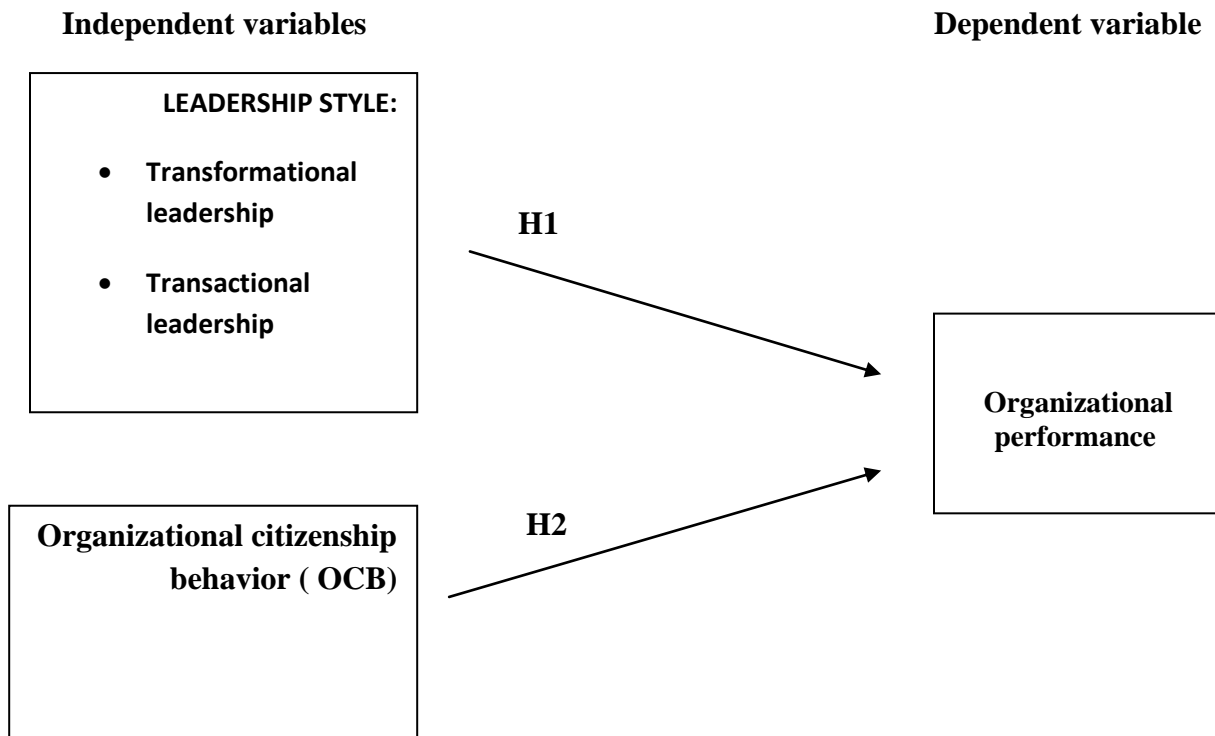 Independent variables
Dependent variable
LEADERSHIP STYLE:
• Transformational
leadership
• Transactional
leadership
H1
Organizational
performance
H2
Organizational citizenship
behavior ( OCB)